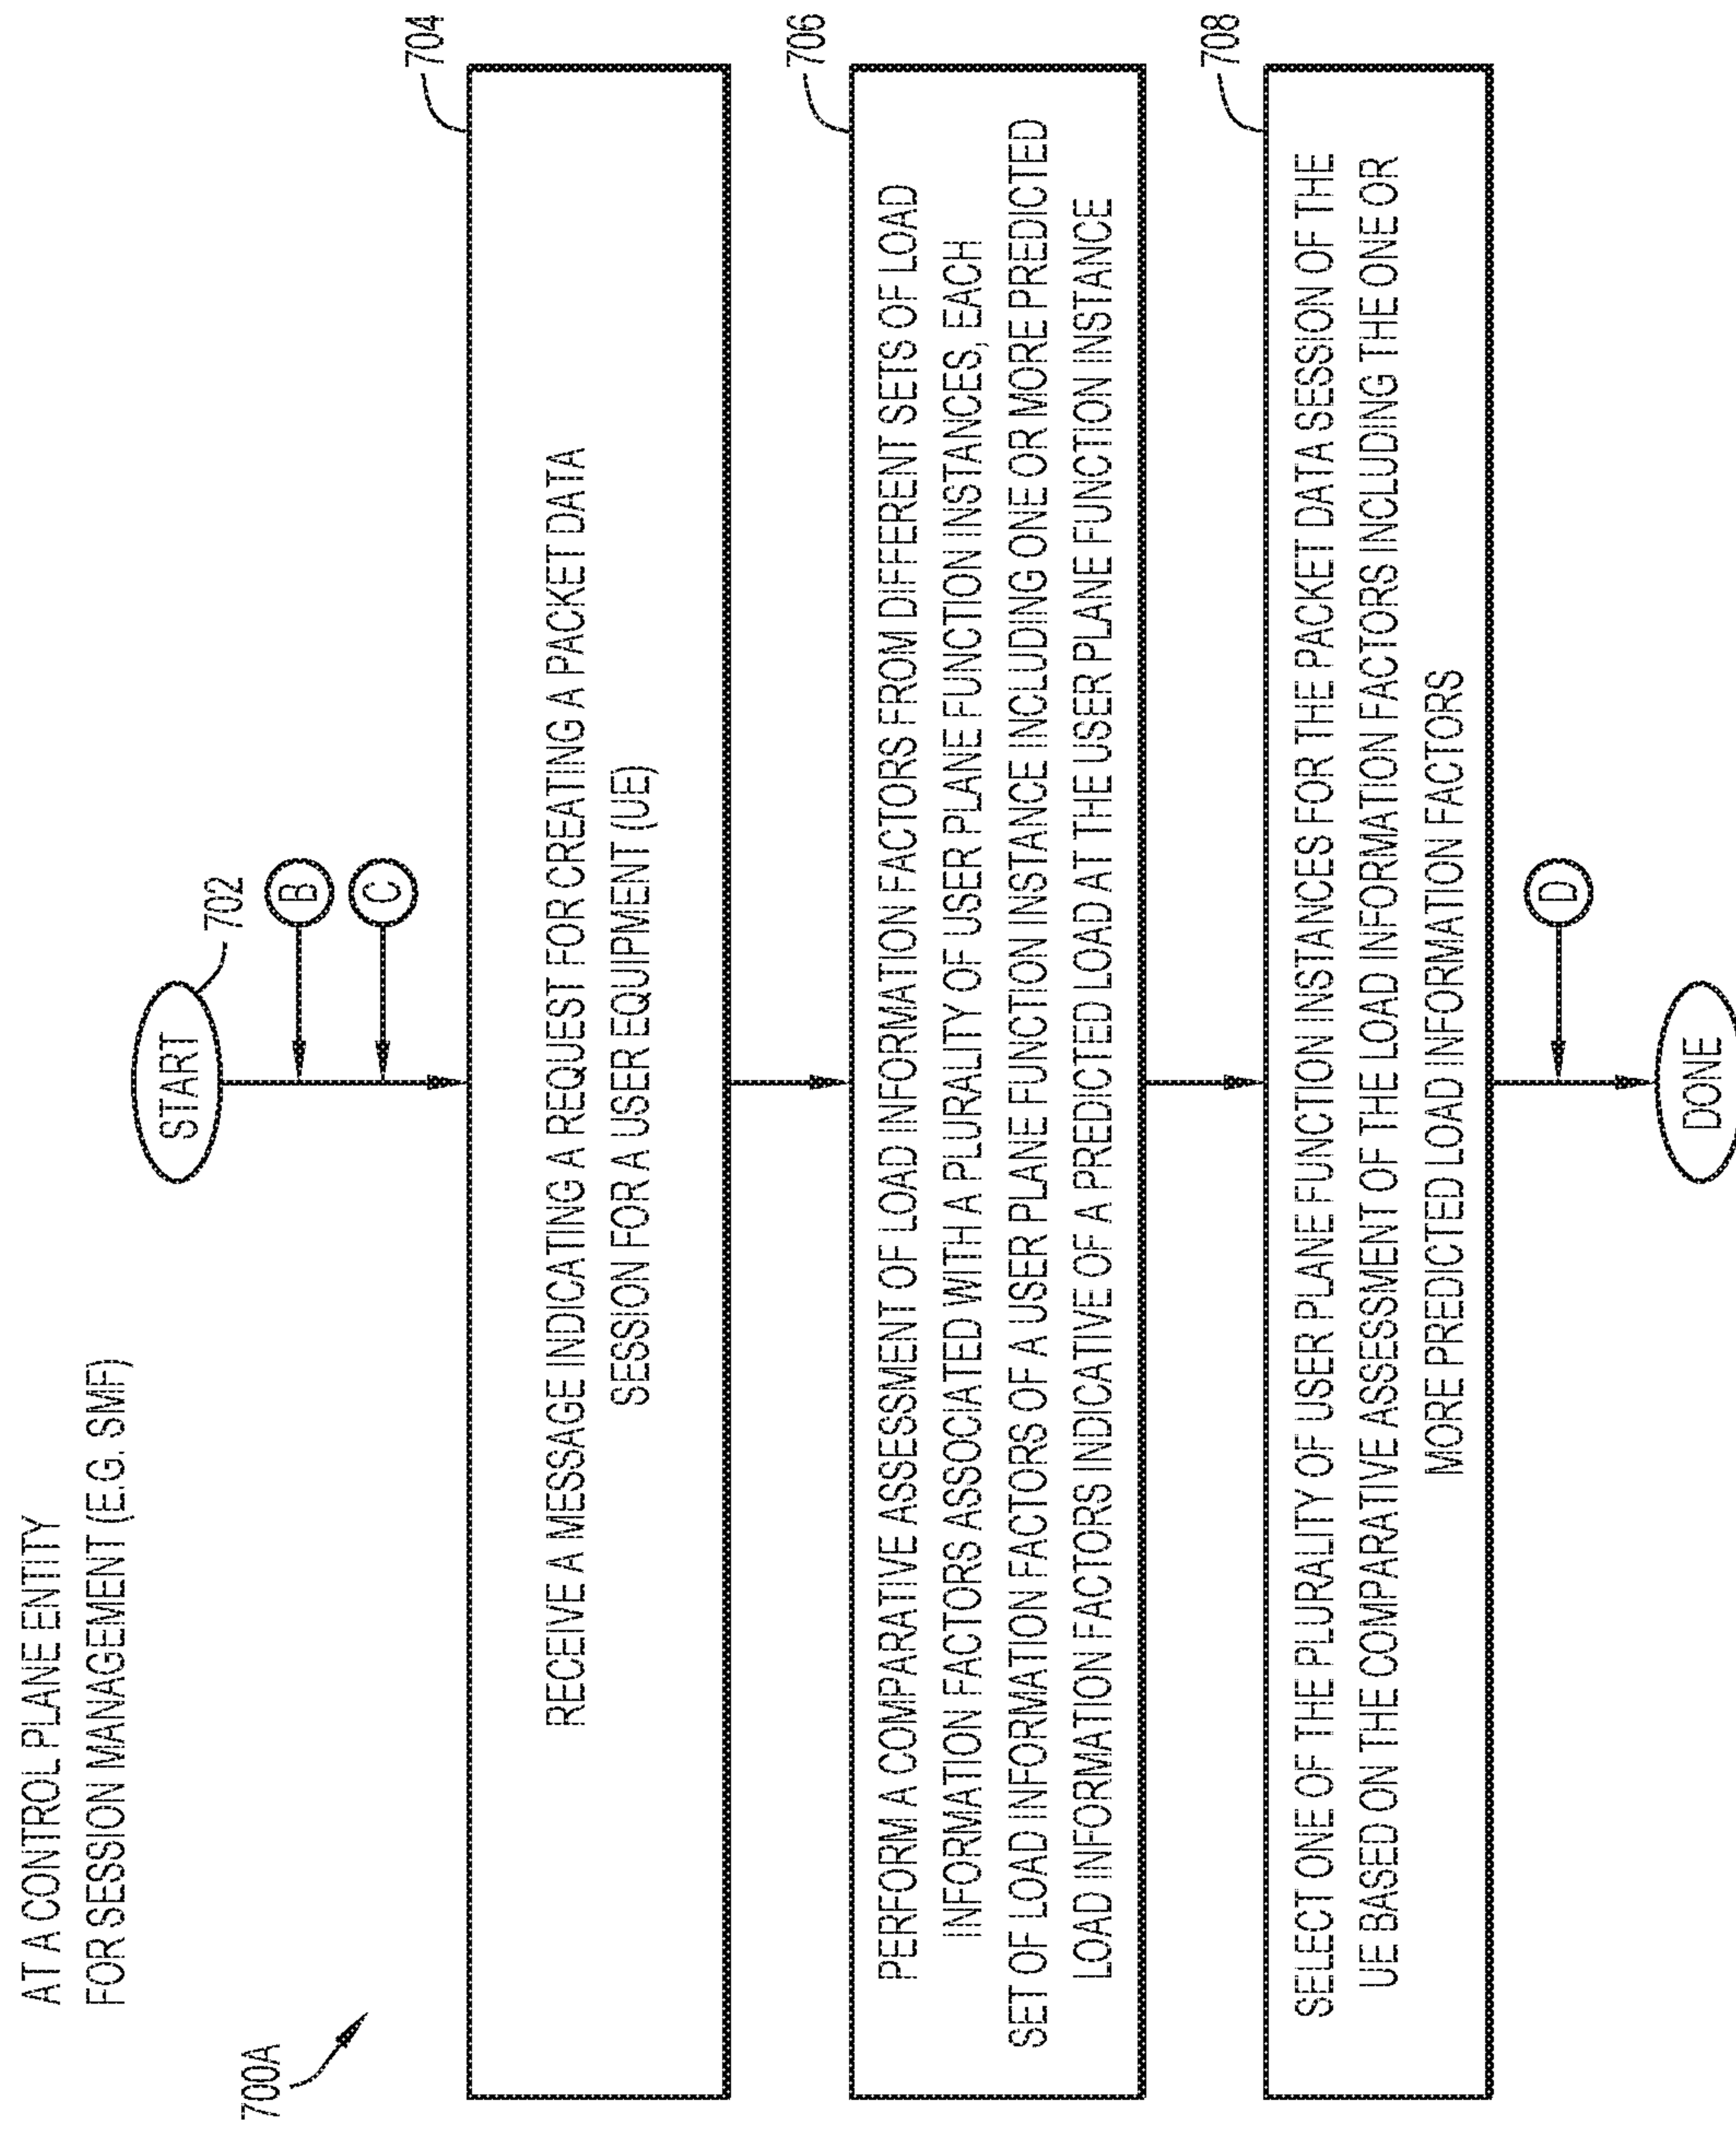 AT A CONTROL PLANE ENTITY
FOR SESSION MANAGEMENT (E.G. SMF)
700A
START
702
B
C
704
RECEIVE A MESSAGE INDICATING A REQUEST FOR CREATING A PACKET DATA
SESSION FOR A USER EQUIPMENT (UE)
706
PERFORM A COMPARATIVE ASSESSMENT OF LOAD INFORMATION FACTORS FROM DIFFERENT SETS OF LOAD
INFORMATION FACTORS ASSOCIATED WITH A PLURALITY OF USER PLANE FUNCTION INSTANCES, EACH
SET OF LOAD INFORMATION FACTORS OF A USER PLANE FUNCTION INSTANCE INCLUDING ONE OR MORE PREDICTED
LOAD INFORMATION FACTORS INDICATIVE OF A PREDICTED LOAD AT THE USER PLANE FUNCTION INSTANCE
708
SELECT ONE OF THE PLURALITY OF USER PLANE FUNCTION INSTANCES FOR THE PACKET DATA SESSION OF THE
UE BASED ON THE COMPARATIVE ASSESSMENT OF THE LOAD INFORMATION FACTORS INCLUDING THE ONE OR
MORE PREDICTED LOAD INFORMATION FACTORS
D
DONE